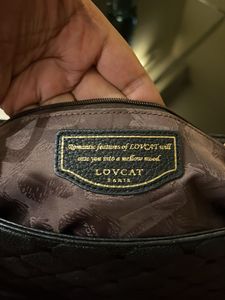 Romantic features of LOVCAT will
ease you into a mellow mood.
LOVCAT
PARIS